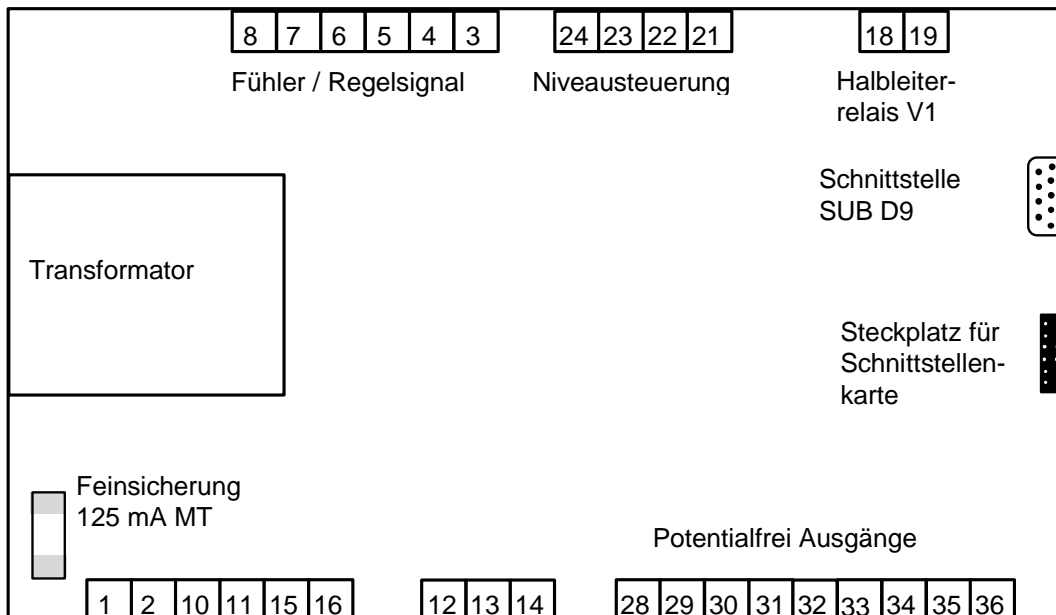 8 7 6 5 4 3 24 23 22 21 18 19
Fühler / Regelsignal
Niveausteuerung
Halbleiter-
relais V1
Schnittstelle
SUB D9
Transformator
Steckplatz für
Schnittstellen-
karte
Feinsicherung
125 mA MT
Potentialfrei Ausgänge
1 2 10 11 15 16 12 13 14 28 29 30 31 32 33 34 35 36